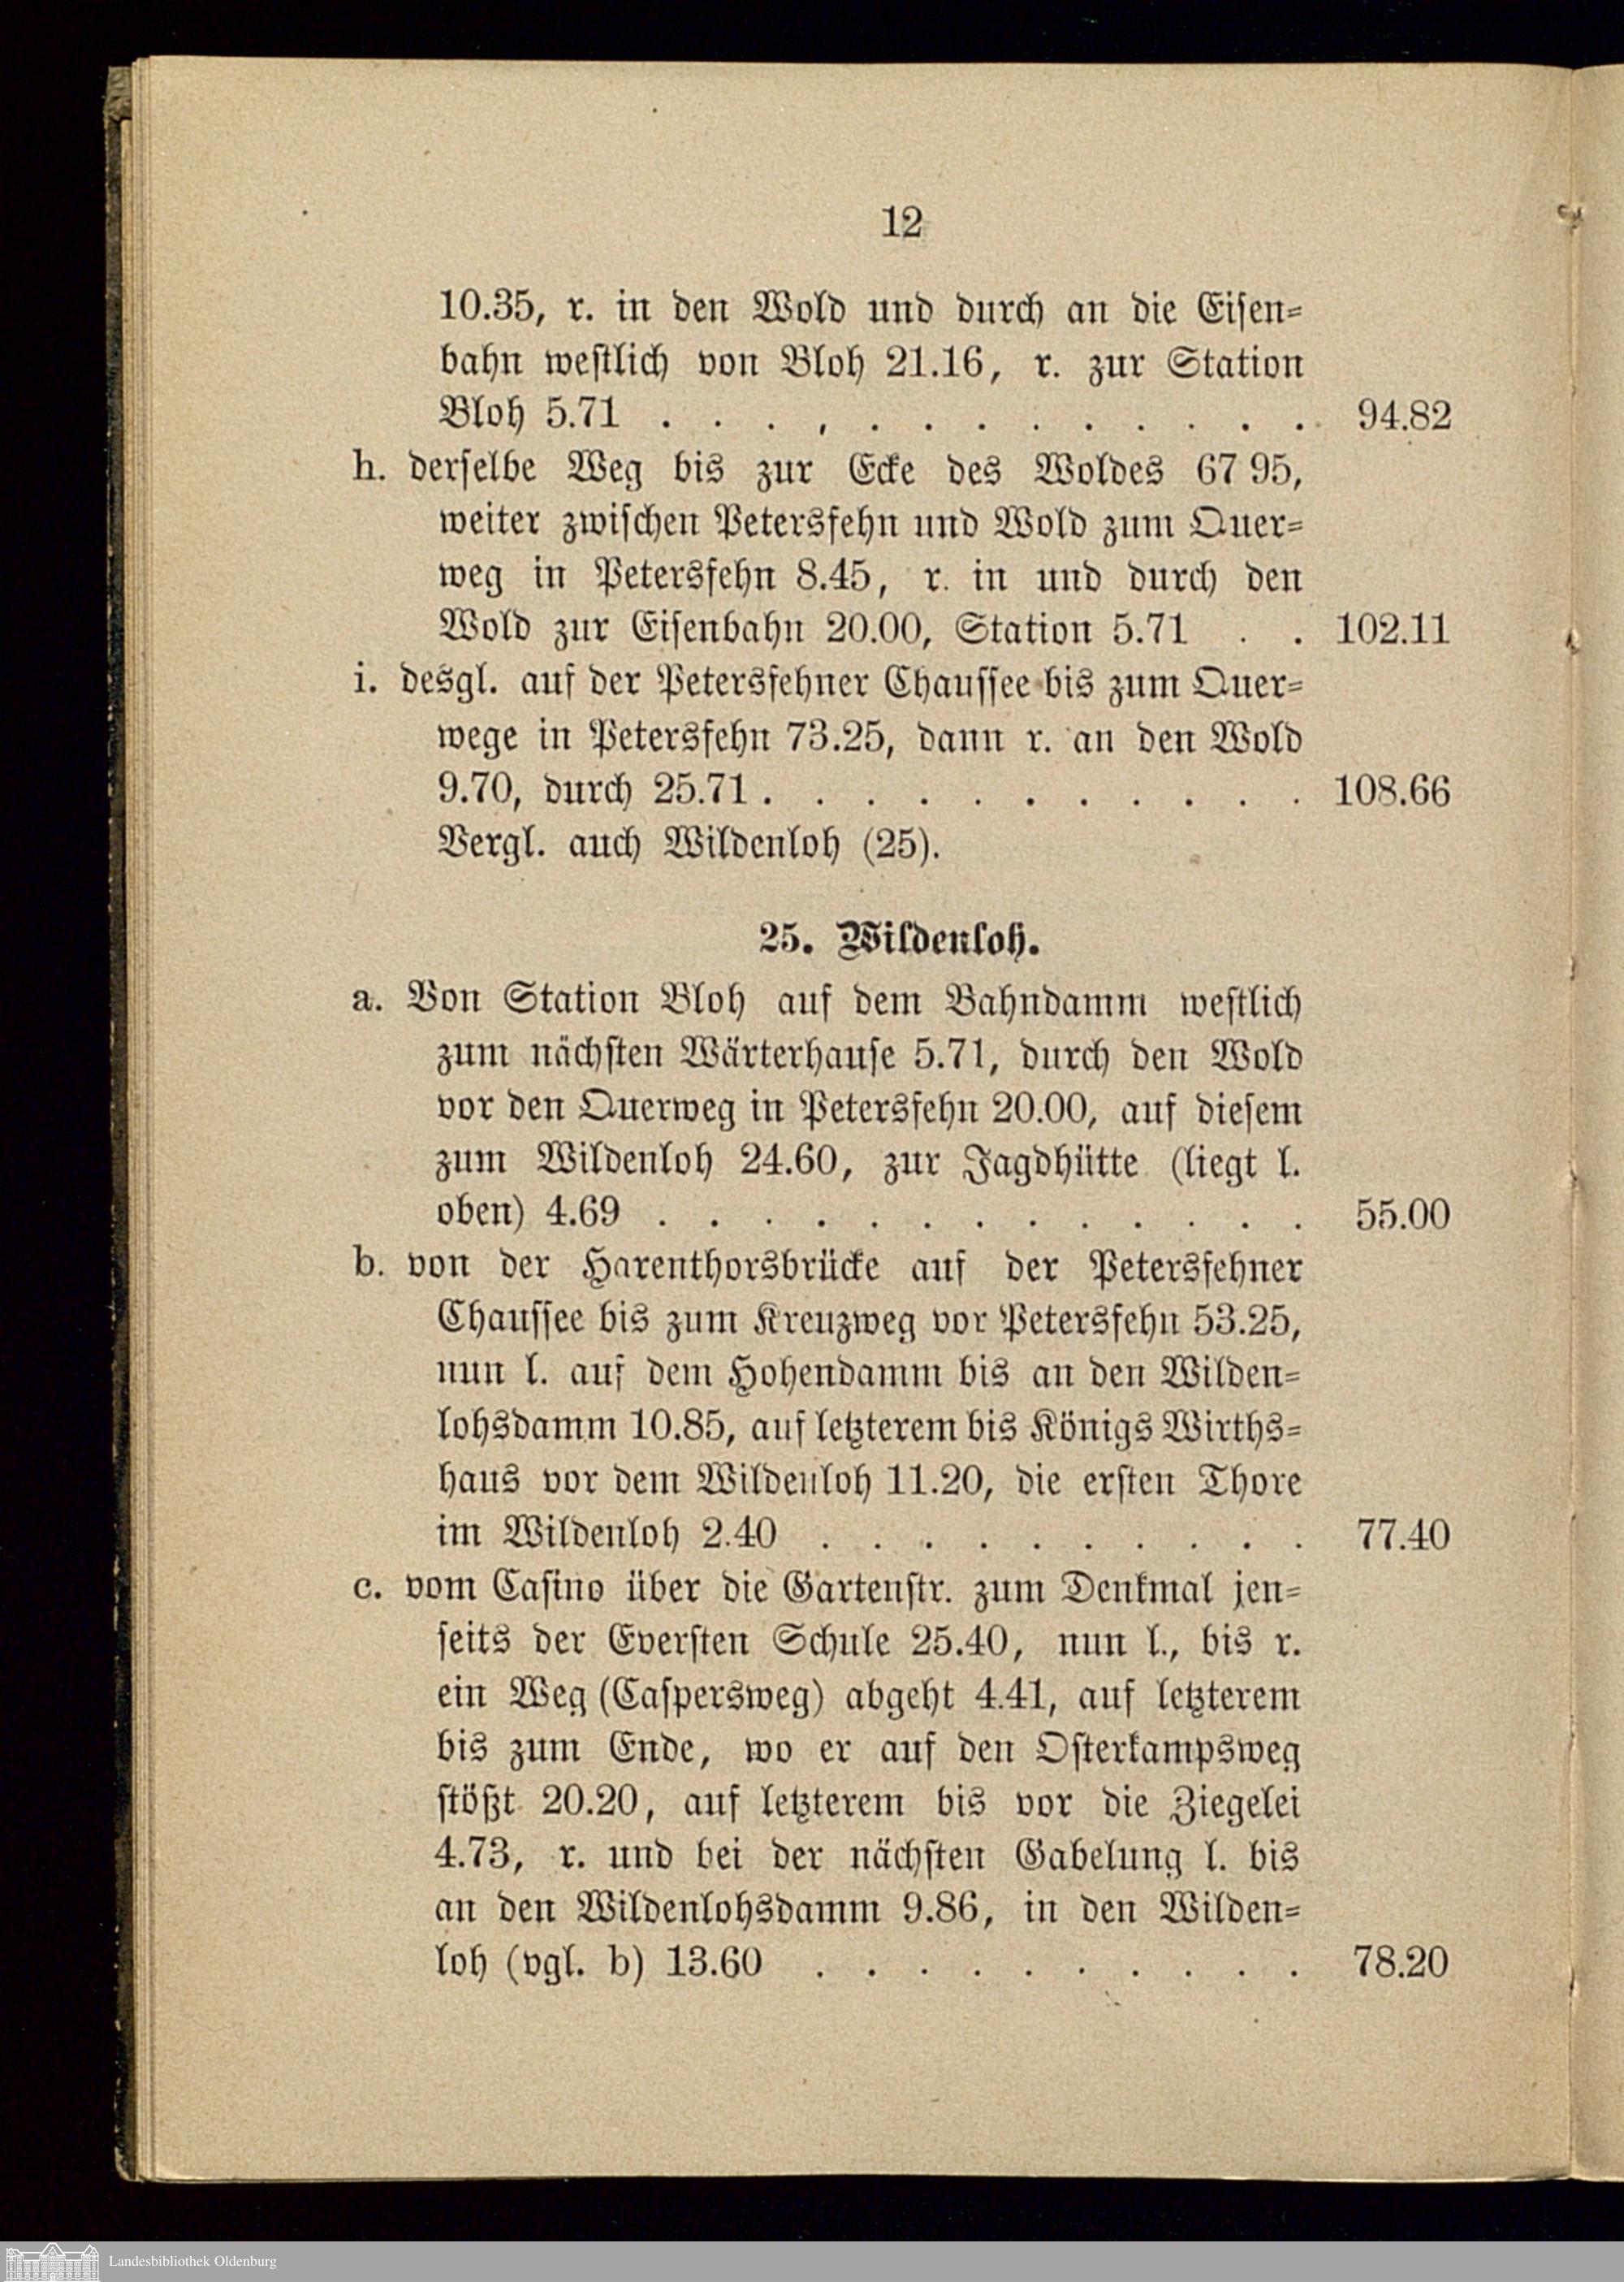 12
10.35, r. in den Wold und durch an die Eisen=
bahn westlich von Bloh 21.16, r. zur Station
Bloh 5.71 . . . , . . . . . . . . . 94.82
h. derselbe Weg bis zur Ecke des Woldes 67 95,
weiter zwischen Petersfehn und Wold zum Quer=
weg in Petersfehn 8.45, r. in und durch den
Wold zur Eisenbahn 20.00, Station 5.71 . . 102.11
i. desgl. auf der Petersfehner Chaussee bis zum Quer=
wege in Petersfehn 73.25, dann r. an den Wold
9.70, durch 25.71 . . . . . . . . . . . 108.66
Vergl. auch Wildenloh (25).
25. Wildenloh.
a. Von Station Bloh auf dem Bahndamm westlich
zum nächsten Wärterhause 5.71, durch den Wold
vor den Querweg in Petersfehn 20.00, auf diesem
zum Wildenloh 24.60, zur Jagdhütte (liegt l.
oben) 4.69 . . . . . . . . . . . . . 55.00
b. von der Harenthorsbrücke auf der Petersfehner
Chaussee bis zum Kreuzweg vor Petersfehn 53.25,
nun l. auf dem Hohendamm bis an den Wilden=
lohsdamm 10.85, auf letzterem bis Königs Wirths=
haus vor dem Wildenloh 11.20, die ersten Thore
im Wildenloh 2.40 . . . . . . . . . . 77.40
c. vom Casino über die Gartenstr. zum Denkmal jen=
seits der Eversten Schule 25.40, nun l., bis r.
ein Weg (Caspersweg) abgeht 4.41, auf letzterem
bis zum Ende, wo er auf den Osterkampsweg
stößt 20.20, auf letzterem bis vor die Ziegelei
4.73, r. und bei der nächsten Gabelung l. bis
an den Wildenlohsdamm 9.86, in den Wilden=
loh (vgl. b) 13.60 . . . . . . . . . . 78.20
Landesbibliothek Oldenburg